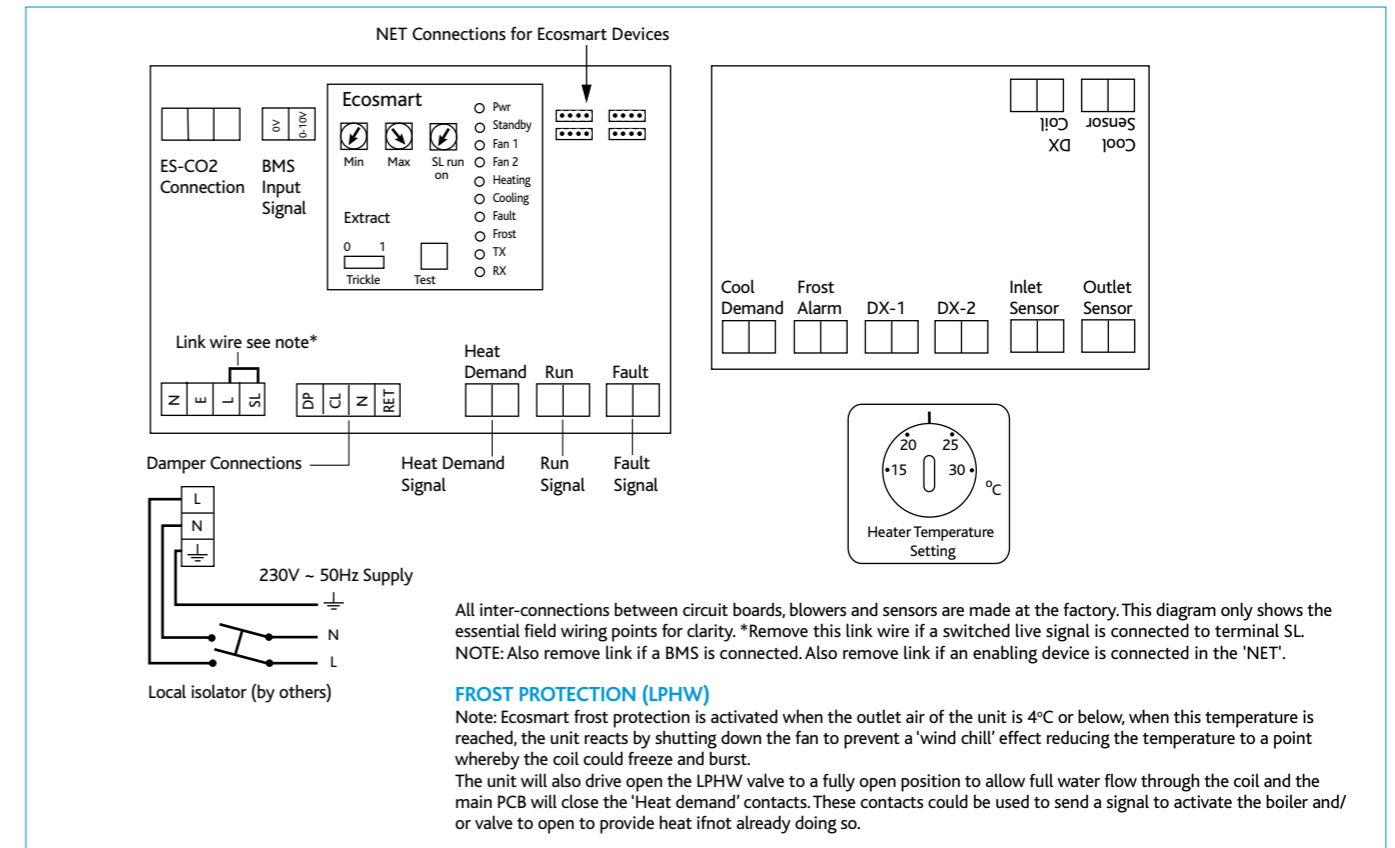 NET Connections for Ecosmart Devices
ES-CO2
Connection
0V
0-10V
BMS
Input
Signal
Ecosmart
Min
Max
SL run
on
Extract
0 1
Trickle
Test
Pwr
Standby
Fan 1
Fan 2
Heating
Cooling
Fault
Frost
TX
RX
Link wire see note*
N E L SL
DP CL N RET
Heat
Demand
Run
Fault
Damper Connections
Heat Demand
Signal
Run
Signal
Fault
Signal
DX
Coil
Cool
Sensor
Cool
Demand
Frost
Alarm
DX-1
DX-2
Inlet
Sensor
Outlet
Sensor
15
20
25
30
°C
Heater Temperature
Setting
L
N
230V ~ 50Hz Supply
N
L
Local isolator (by others)
All inter-connections between circuit boards, blowers and sensors are made at the factory. This diagram only shows the
essential field wiring points for clarity. *Remove this link wire if a switched live signal is connected to terminal SL.
NOTE: Also remove link if a BMS is connected. Also remove link if an enabling device is connected in the 'NET'.
FROST PROTECTION (LPHW)
Note: Ecosmart frost protection is activated when the outlet air of the unit is 4°C or below, when this temperature is
reached, the unit reacts by shutting down the fan to prevent a 'wind chill' effect reducing the temperature to a point
whereby the coil could freeze and burst.
The unit will also drive open the LPHW valve to a fully open position to allow full water flow through the coil and the
main PCB will close the 'Heat demand' contacts. These contacts could be used to send a signal to activate the boiler and/
or valve to open to provide heat ifnot already doing so.